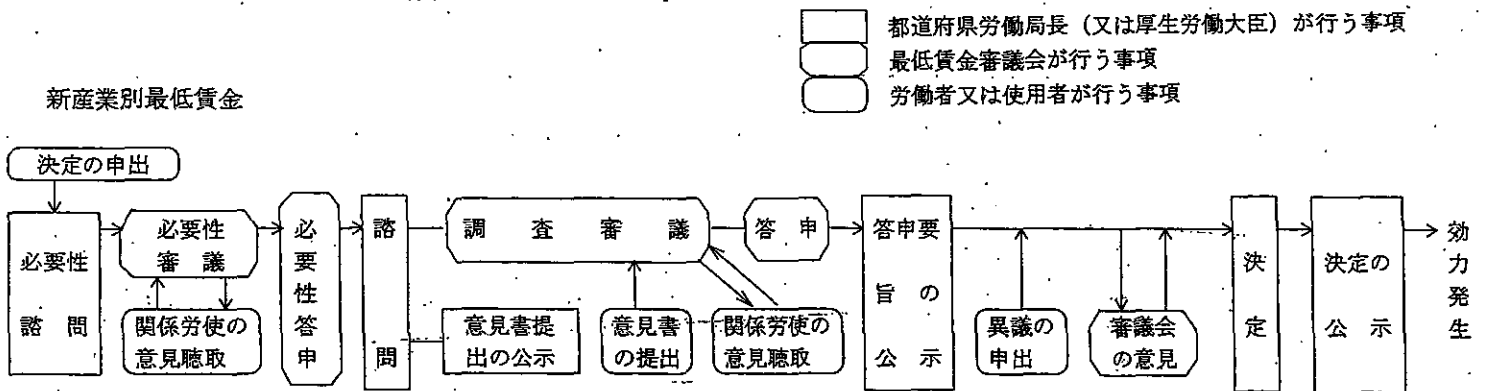 都道府県労働局長（又は厚生労働大臣）が行う事項
最低賃金審議会が行う事項
労働者又は使用者が行う事項
新産業別最低賃金
決定の申出
必要性
諮問
必要性
審議
関係労使の
意見聴取
必要性答申
諮問
調査審議
意見書提
出の公示
意見書
の提出
関係労使の
意見聴取
答申
答申要
旨の
公示
異議の
申出
審議会
の意見
決定
決定の
公示
効力発生